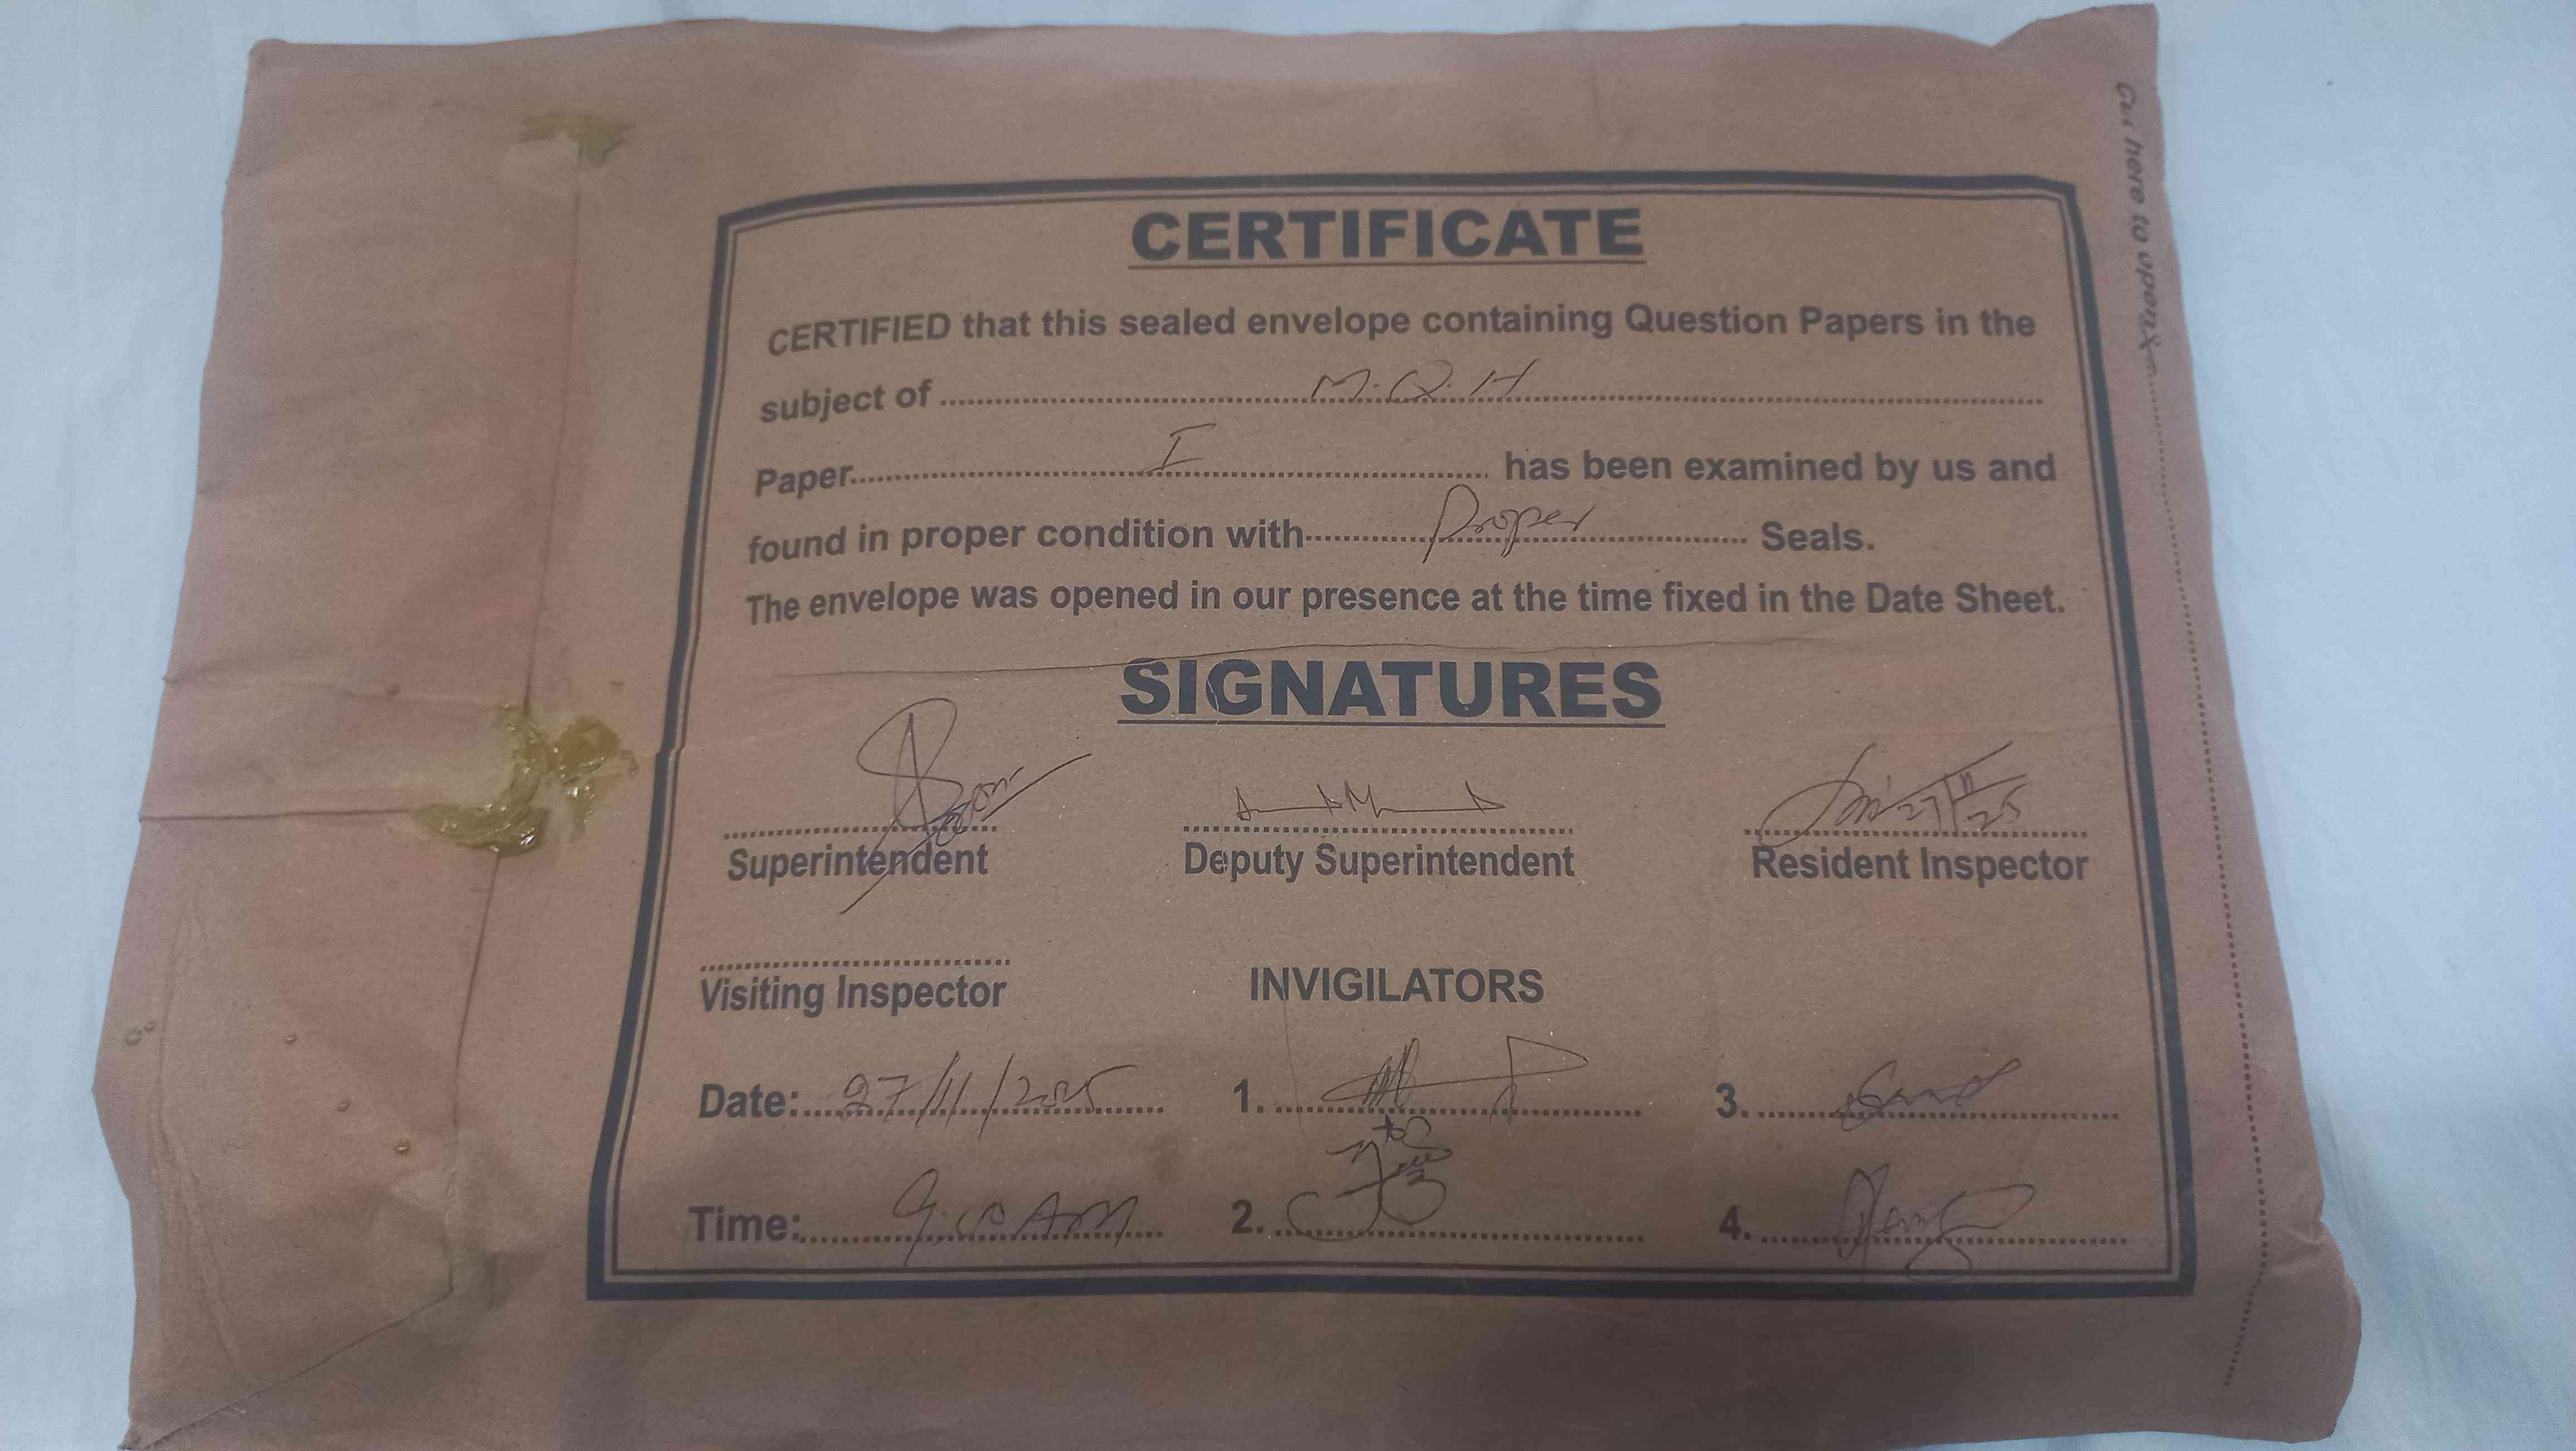 Cut here to open
CERTIFICATE
CERTIFIED that this sealed envelope containing Question Papers in the
subject of M.Q.H
Paper I has been examined by us and
found in proper condition with Proper Seals.
The envelope was opened in our presence at the time fixed in the Date Sheet.
SIGNATURES
27/11/25
Superintendent Deputy Superintendent Resident Inspector
Visiting Inspector INVIGILATORS
Date: 27/11/2025 1. 3.
Time: 9:00 AM 2. 4.